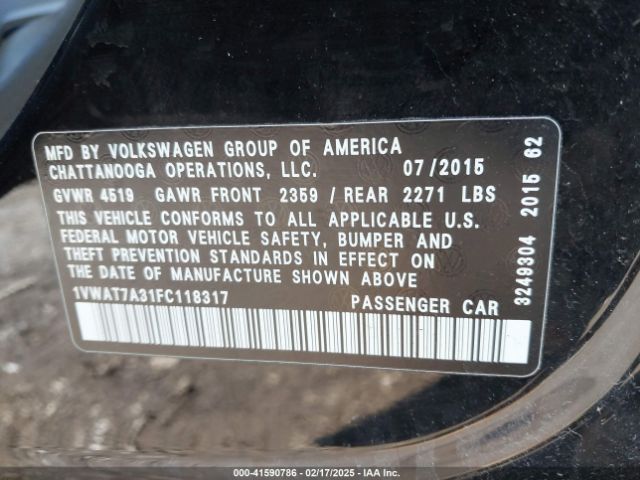 MFD BY VOLKSWAGEN GROUP OF AMERICA
CHATTANOOGA OPERATIONS, LLC. 07/2015
GVWR 4519 GAWR FRONT 2359 / REAR 2271 LBS
THIS VEHICLE CONFORMS TO ALL APPLICABLE U.S.
FEDERAL MOTOR VEHICLE SAFETY, BUMPER AND
THEFT PREVENTION STANDARDS IN EFFECT ON
THE DATE OF MANUFACTURE SHOWN ABOVE.
1VWAT7A31FC118317 PASSENGER CAR
3249304 2015 62
000-41590786 - 02/17/2025 - IAA